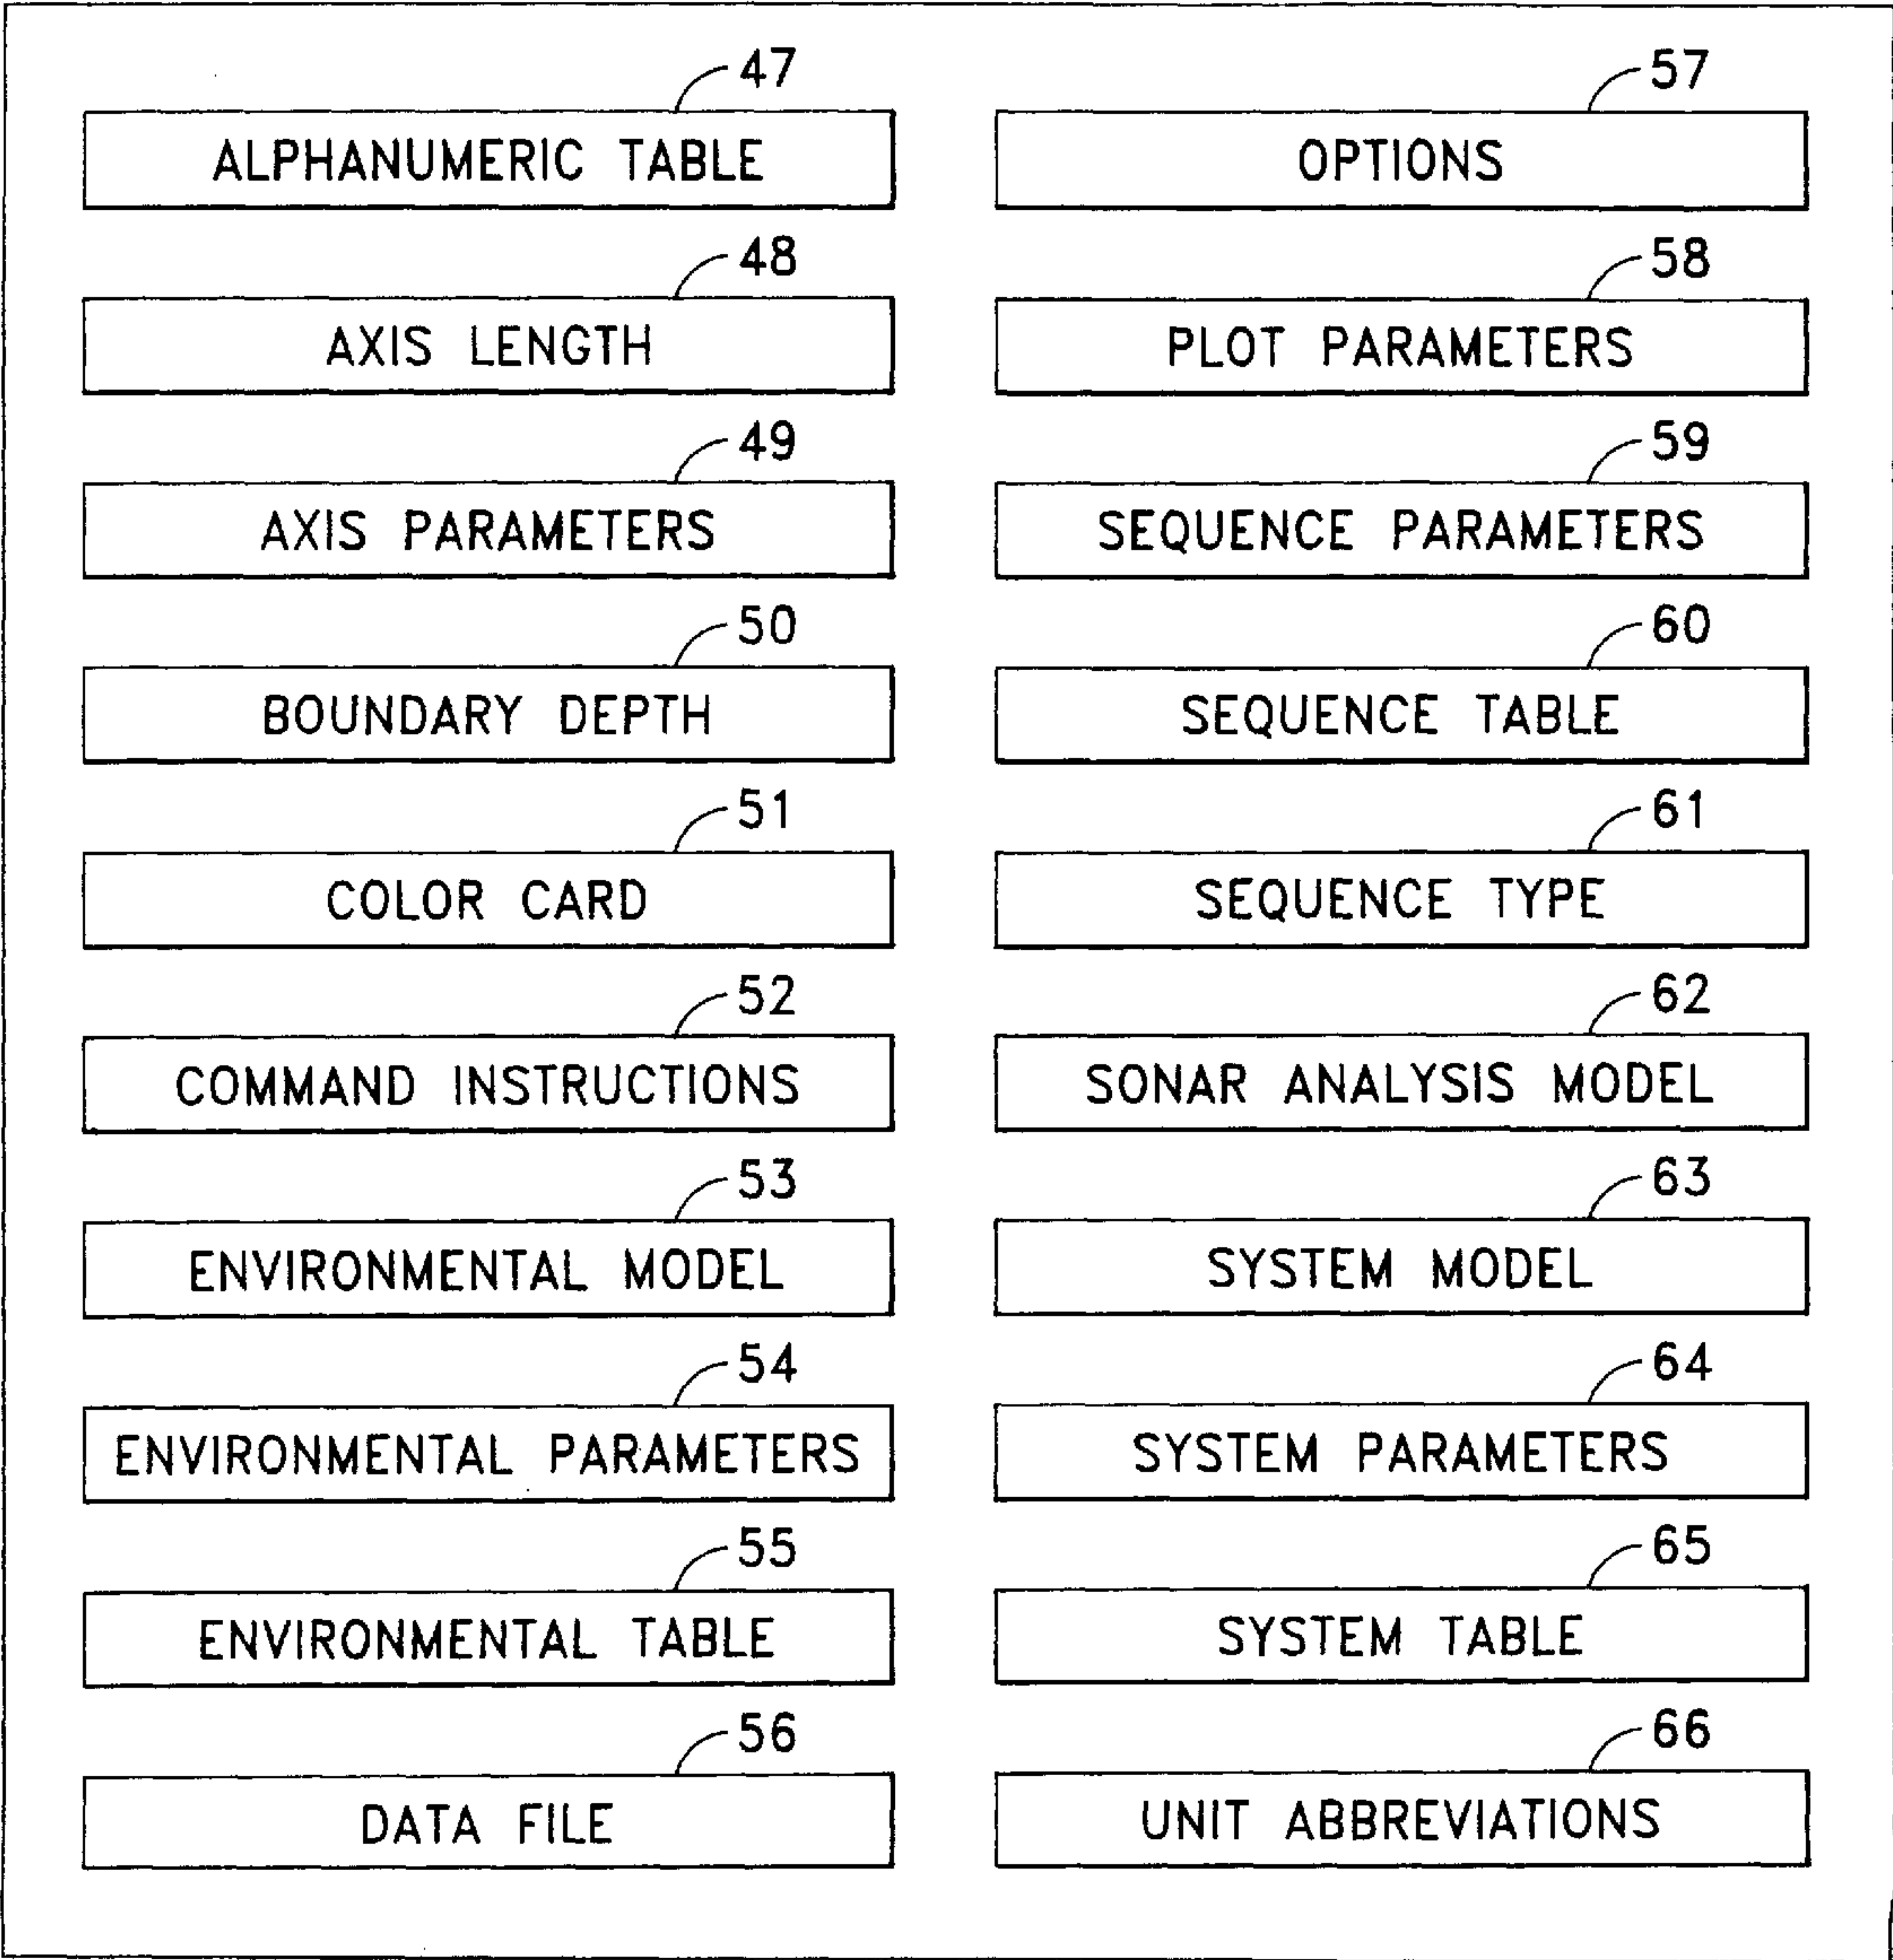 47
ALPHANUMERIC TABLE
48
AXIS LENGTH
49
AXIS PARAMETERS
50
BOUNDARY DEPTH
51
COLOR CARD
52
COMMAND INSTRUCTIONS
53
ENVIRONMENTAL MODEL
54
ENVIRONMENTAL PARAMETERS
55
ENVIRONMENTAL TABLE
56
DATA FILE
57
OPTIONS
58
PLOT PARAMETERS
59
SEQUENCE PARAMETERS
60
SEQUENCE TABLE
61
SEQUENCE TYPE
62
SONAR ANALYSIS MODEL
63
SYSTEM MODEL
64
SYSTEM PARAMETERS
65
SYSTEM TABLE
66
UNIT ABBREVIATIONS